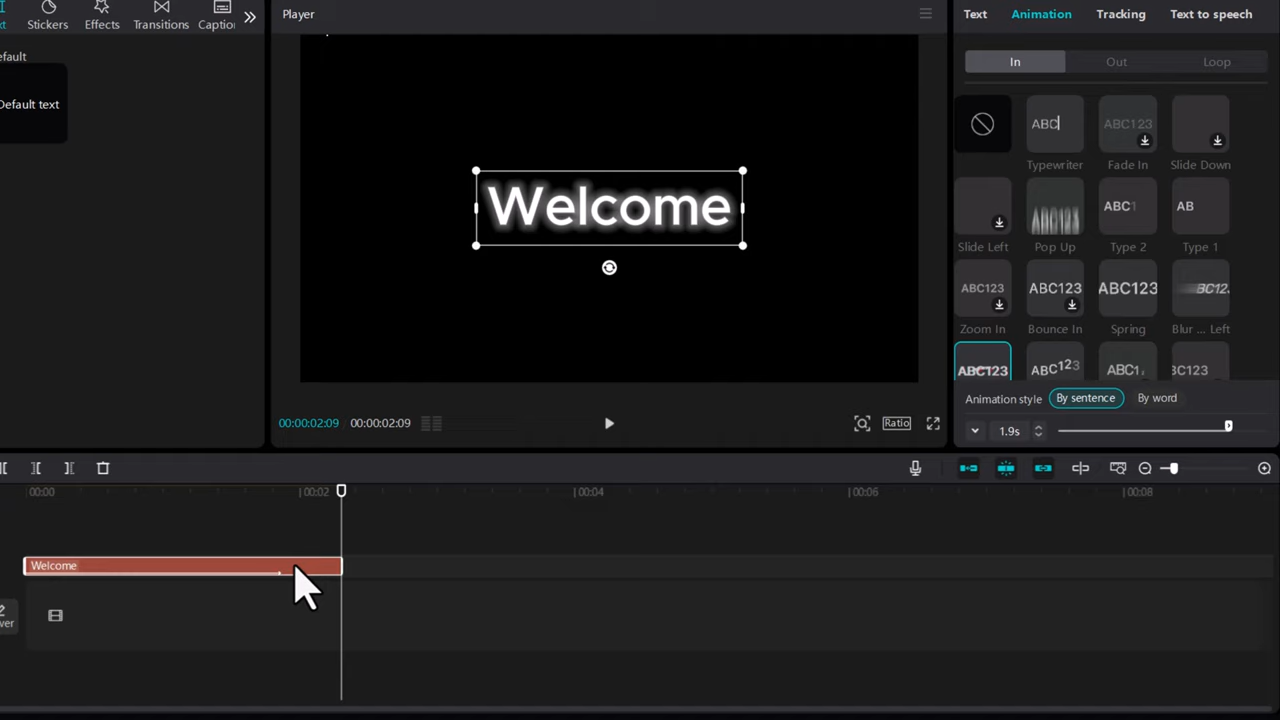 Stickers
Effects
Transitions
Captio
Default text
Player
Welcome
00:00:02:09
00:00:02:09
Ratio
Text
Animation
Tracking
Text to speech
In
Out
Loop
ABC
ABC123
Typewriter
Fade In
Slide Down
ABC1
AB
Slide Left
Pop Up
Type 2
Type 1
ABC123
ABC123
ABC123
BC12
Zoom In
Bounce In
Spring
Blur ... Left
ABC123
ABC123
ABC1
BC123
Animation style
By sentence
By word
1.9s
00:00
00:02
00:04
00:06
00:08
Welcome